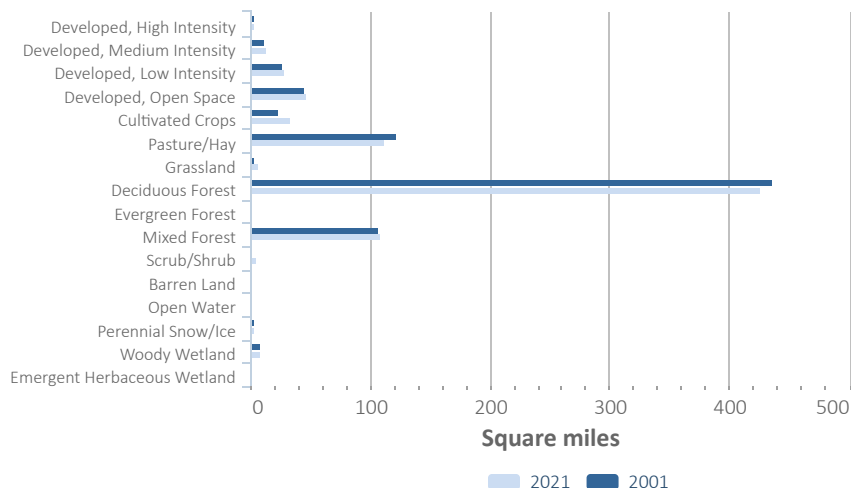 Developed, High Intensity
Developed, Medium Intensity
Developed, Low Intensity
Developed, Open Space
Cultivated Crops
Pasture/Hay
Grassland
Deciduous Forest
Evergreen Forest
Mixed Forest
Scrub/Shrub
Barren Land
Open Water
Perennial Snow/Ice
Woody Wetland
Emergent Herbaceous Wetland
0 100 200 300 400 500
Square miles
2021 2001